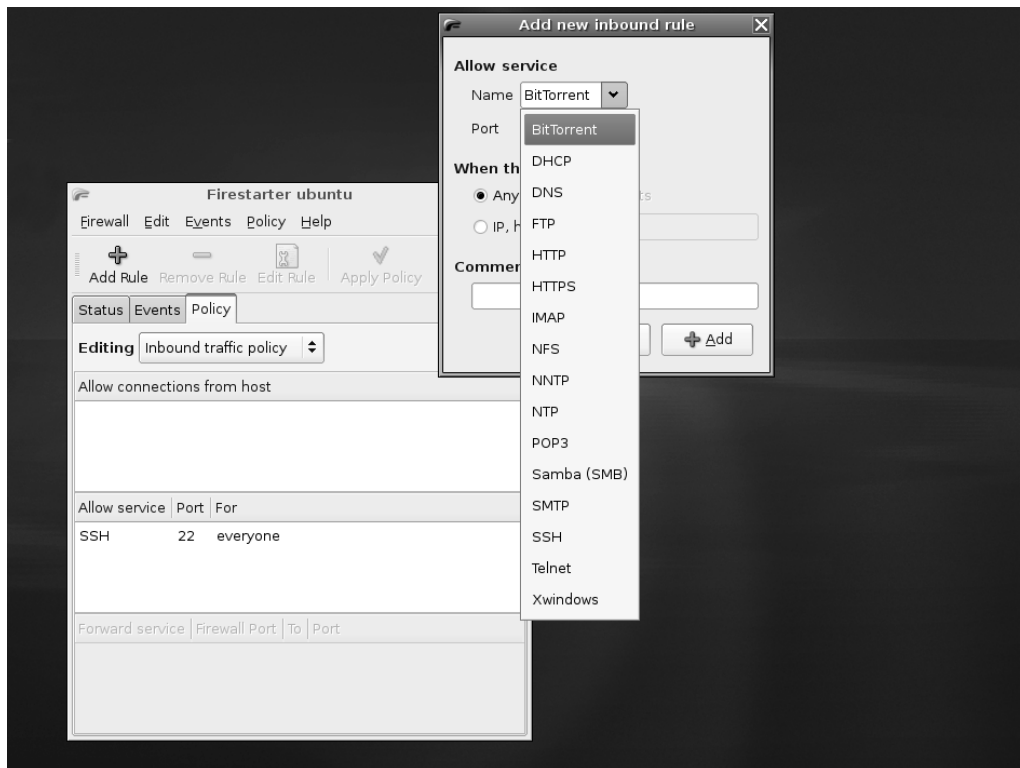 Add new inbound rule
Allow service
Name BitTorrent
Port
When th
Any
ts
IP, h
Commen
Add
BitTorrent
DHCP
DNS
FTP
HTTP
HTTPS
IMAP
NFS
NNTP
NTP
POP3
Samba (SMB)
SMTP
SSH
Telnet
Xwindows
Firestarter ubuntu
Firewall Edit Events Policy Help
Add Rule Remove Rule Edit Rule Apply Policy
Status Events Policy
Editing Inbound traffic policy
Allow connections from host
Allow service Port For
SSH 22 everyone
Forward service Firewall Port To Port